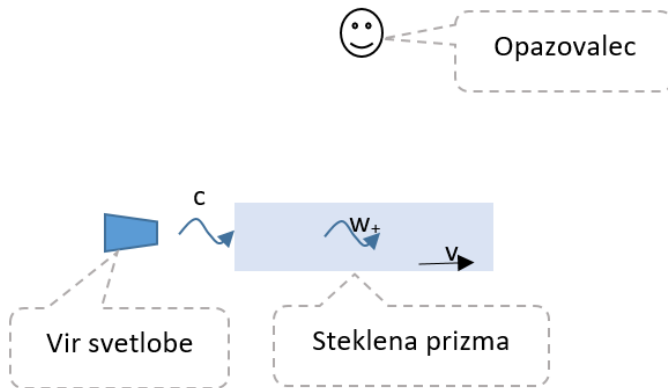 Opazovalec
c
w₊
v
Vir svetlobe
Steklena prizma